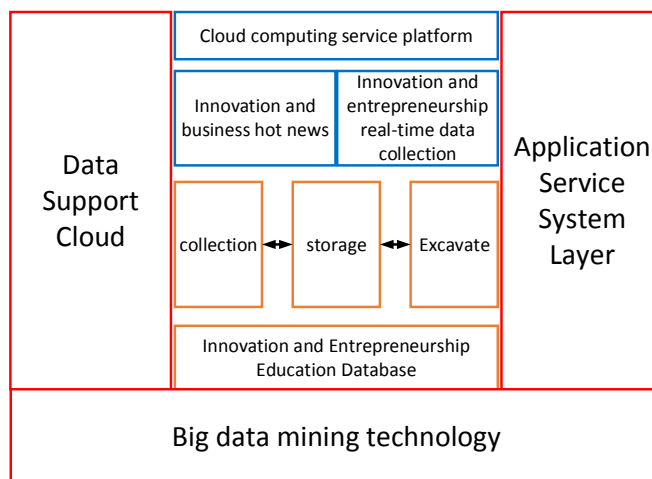 Cloud computing service platform
Innovation and
business hot news
Innovation and
entrepreneurship
real-time data
collection
Data
Support
Cloud
Application
Service
System
Layer
collection
storage
Excavate
Innovation and Entrepreneurship
Education Database
Big data mining technology